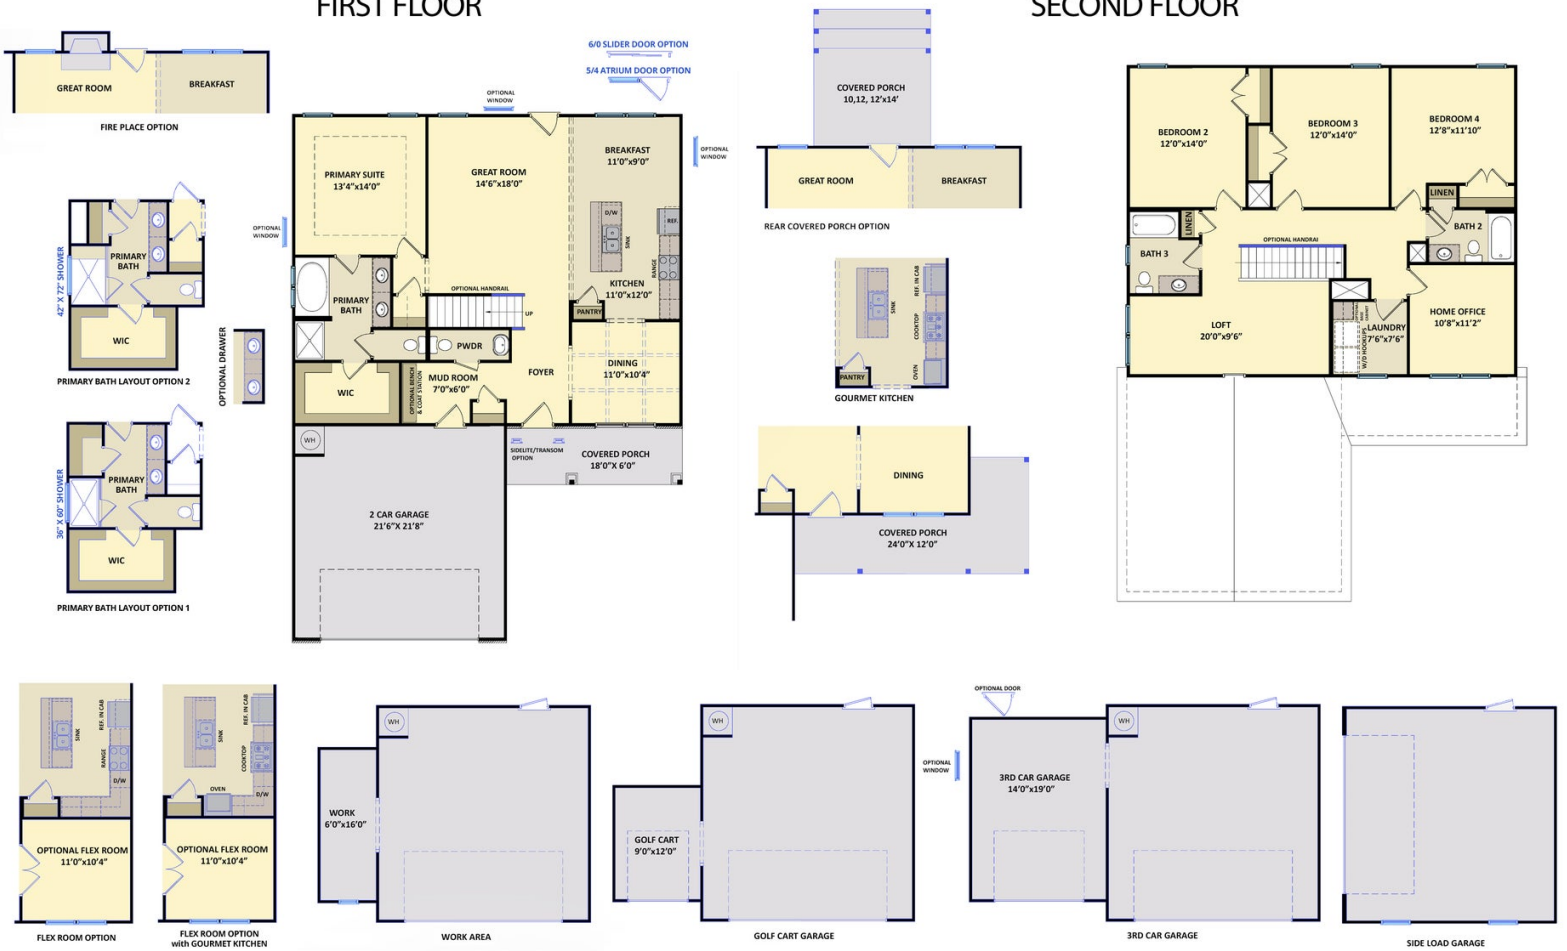 FIRST FLOOR
SECOND FLOOR
GREAT ROOM
BREAKFAST
FIRE PLACE OPTION
6/0 SLIDER DOOR OPTION
5/4 ATRIUM DOOR OPTION
OPTIONAL
WINDOW
OPTIONAL
WINDOW
OPTIONAL
WINDOW
PRIMARY SUITE
13'4"x14'0"
GREAT ROOM
14'6"x18'0"
BREAKFAST
11'0"x9'0"
D/W
SINK
REF.
RANGE
KITCHEN
11'0"x12'0"
PANTRY
OPTIONAL HANDRAIL
UP
PRIMARY
BATH
PWDR
WIC
OPTIONAL BENCH
& COAT STATION
MUD ROOM
7'0"x6'0"
FOYER
DINING
11'0"x10'4"
WH
SIDELITE/TRANSOM
OPTION
COVERED PORCH
18'0"X 6'0"
2 CAR GARAGE
21'6"X 21'8"
42" X 72" SHOWER
PRIMARY
BATH
WIC
PRIMARY BATH LAYOUT OPTION 2
OPTIONAL DRAWER
36" X 60" SHOWER
PRIMARY
BATH
WIC
PRIMARY BATH LAYOUT OPTION 1
COVERED PORCH
10,12, 12'x14'
GREAT ROOM
BREAKFAST
REAR COVERED PORCH OPTION
SINK
REF. IN CAB
COOKTOP
OVEN
PANTRY
GOURMET KITCHEN
DINING
COVERED PORCH
24'0"X 12'0"
BEDROOM 2
12'0"x14'0"
BEDROOM 3
12'0"x14'0"
BEDROOM 4
12'8"x11'10"
LINEN
LINEN
BATH 2
BATH 3
OPTIONAL HANDRAI
LOFT
20'0"x9'6"
W/D HOOKUPS
LAUNDRY
7'6"x7'6"
HOME OFFICE
10'8"x11'2"
SINK
REF. IN CAB
RANGE
D/W
OPTIONAL FLEX ROOM
11'0"x10'4"
FLEX ROOM OPTION
SINK
REF. IN CAB
COOKTOP
OVEN
D/W
OPTIONAL FLEX ROOM
11'0"x10'4"
FLEX ROOM OPTION
with GOURMET KITCHEN
WH
WORK
6'0"x16'0"
WORK AREA
WH
GOLF CART
9'0"x12'0"
GOLF CART GARAGE
OPTIONAL DOOR
OPTIONAL
WINDOW
WH
3RD CAR GARAGE
14'0"x19'0"
3RD CAR GARAGE
SIDE LOAD GARAGE